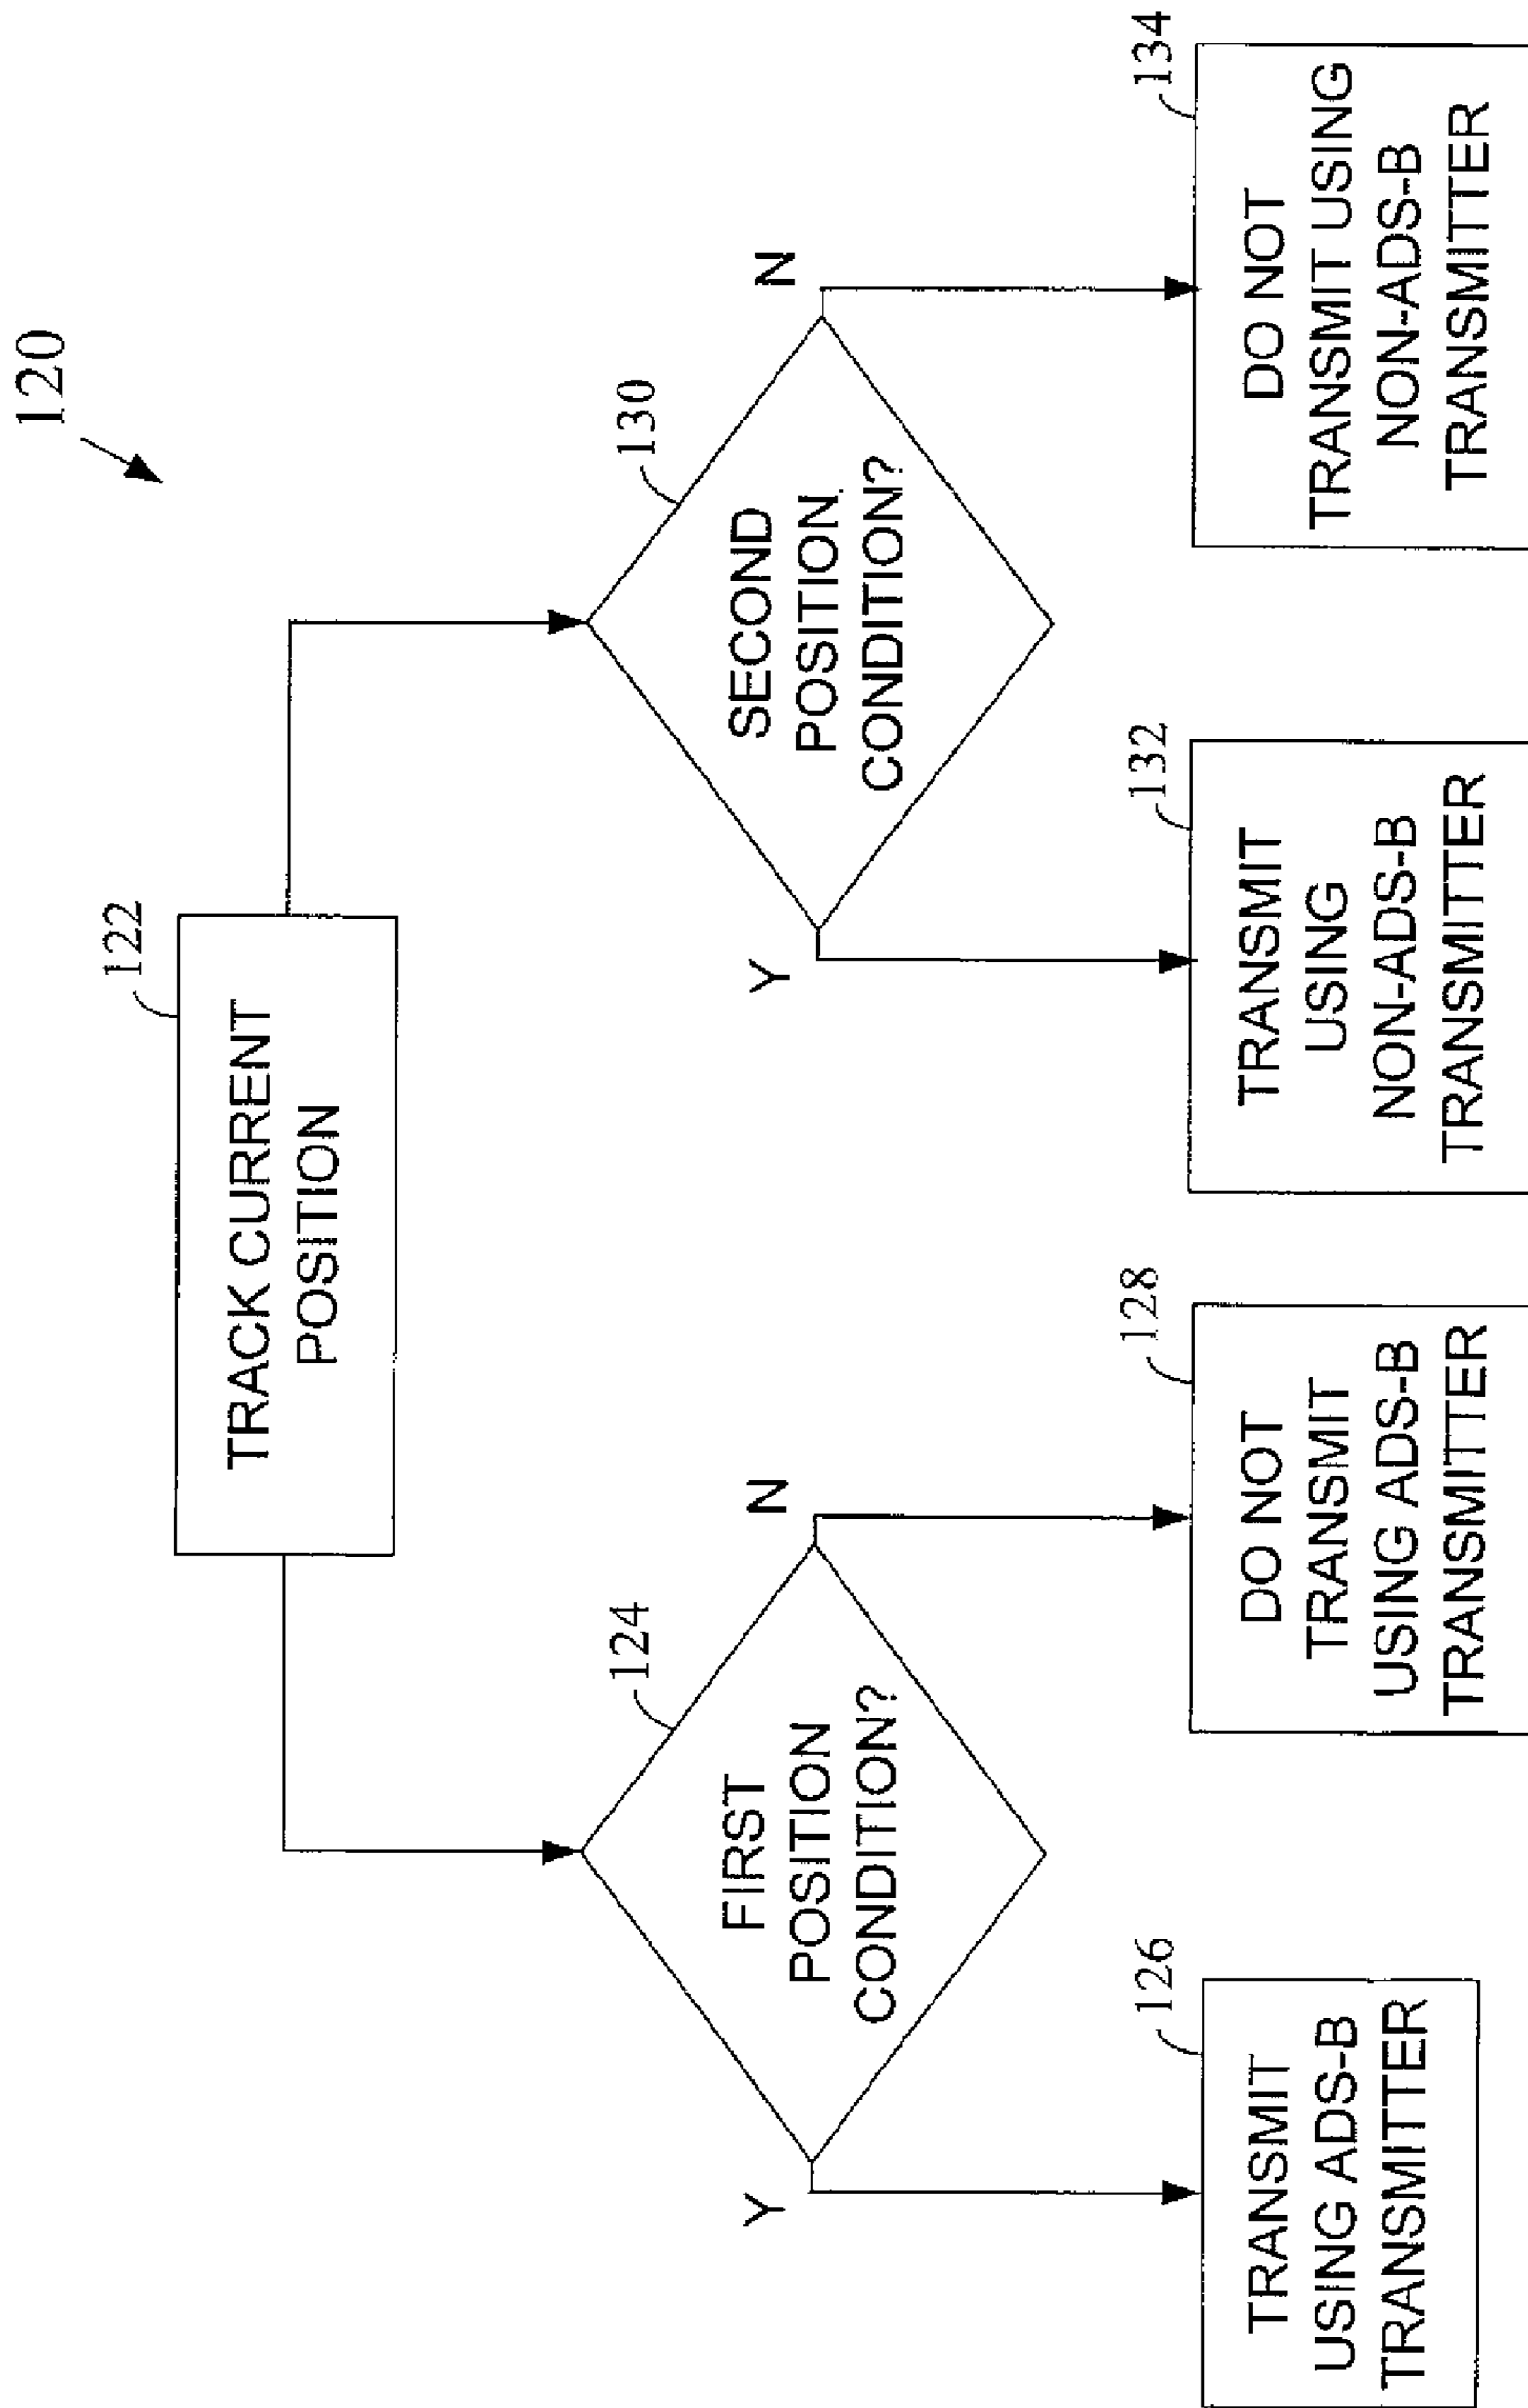 120
122
TRACK CURRENT
POSITION
124
FIRST
POSITION
CONDITION?
130
SECOND
POSITION
CONDITION?
Y
N
Y
N
126
TRANSMIT
USING ADS-B
TRANSMITTER
128
DO NOT
TRANSMIT
USING ADS-B
TRANSMITTER
132
TRANSMIT
USING
NON-ADS-B
TRANSMITTER
134
DO NOT
TRANSMIT USING
NON-ADS-B
TRANSMITTER